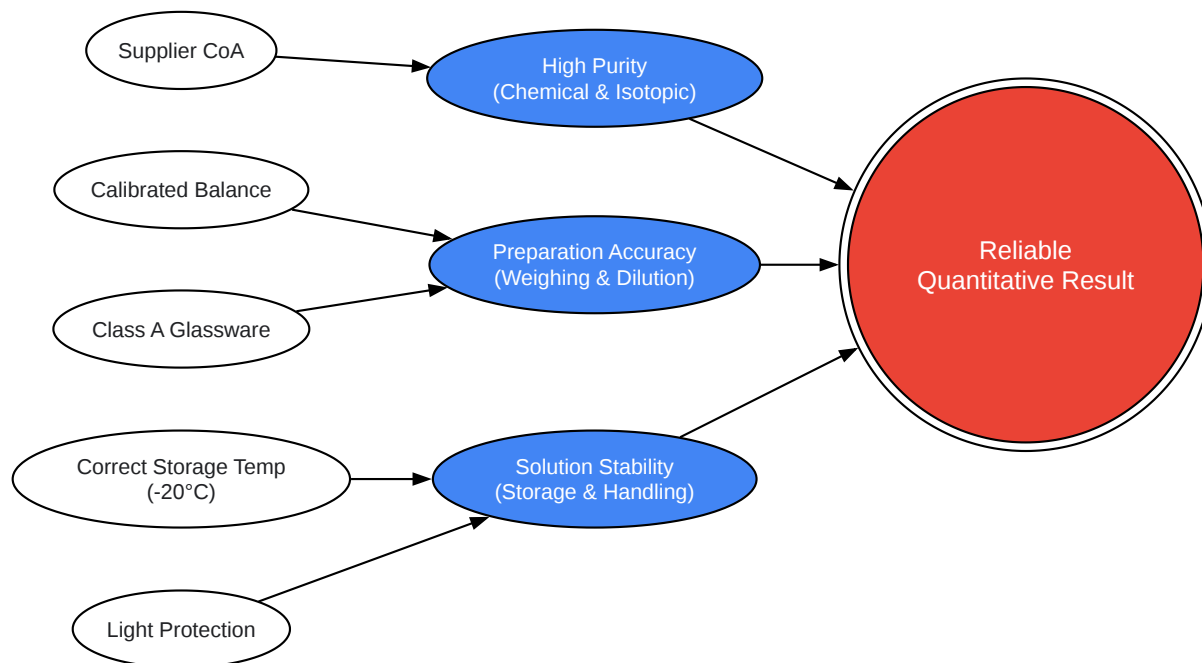 Supplier CoA
High Purity
(Chemical & Isotopic)
Calibrated Balance
Preparation Accuracy
(Weighing & Dilution)
Reliable
Quantitative Result
Class A Glassware
Correct Storage Temp
(-20°C)
Solution Stability
(Storage & Handling)
Light Protection